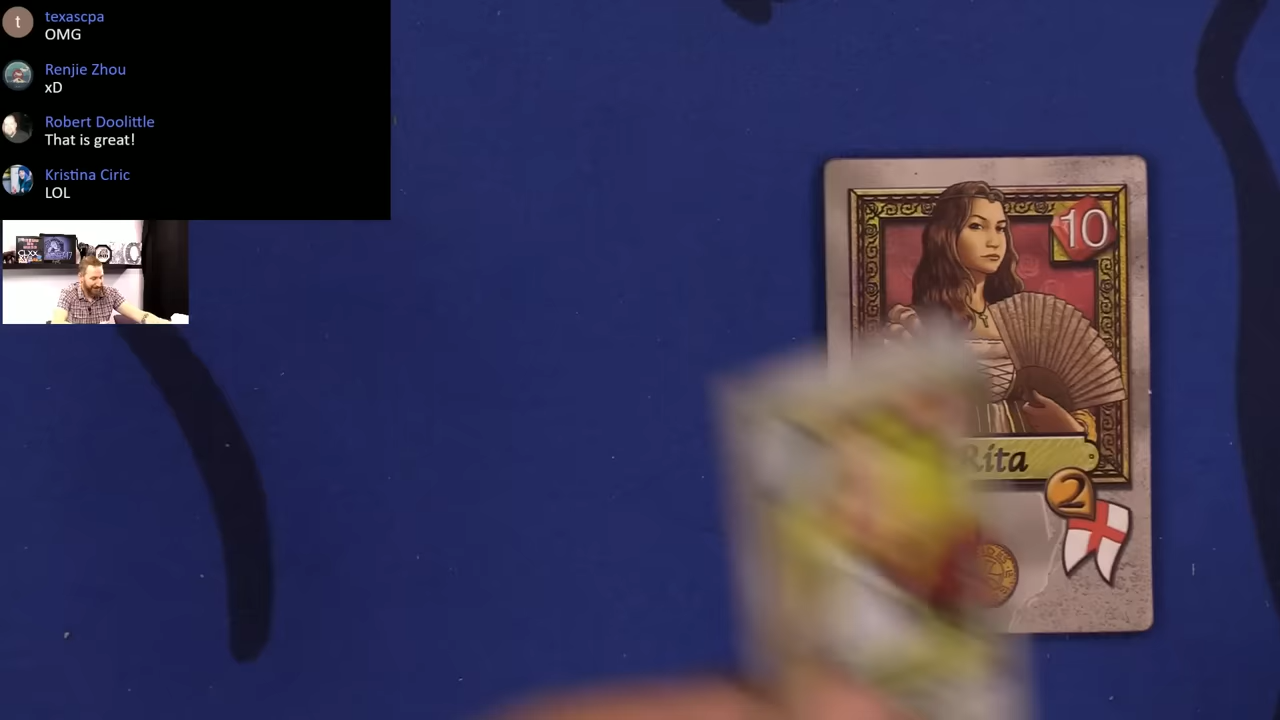 t
texascpa
OMG
Renjie Zhou
xD
Robert Doolittle
That is great!
Kristina Ciric
LOL
10
Rita
2